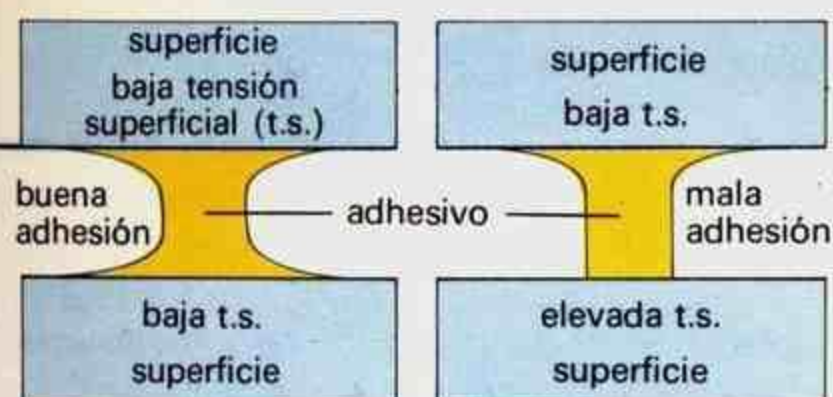 superficie
baja tensión
superficial (t.s.)
superficie
baja t.s.
buena
adhesión
adhesivo
mala
adhesión
baja t.s.
superficie
elevada t.s.
superficie